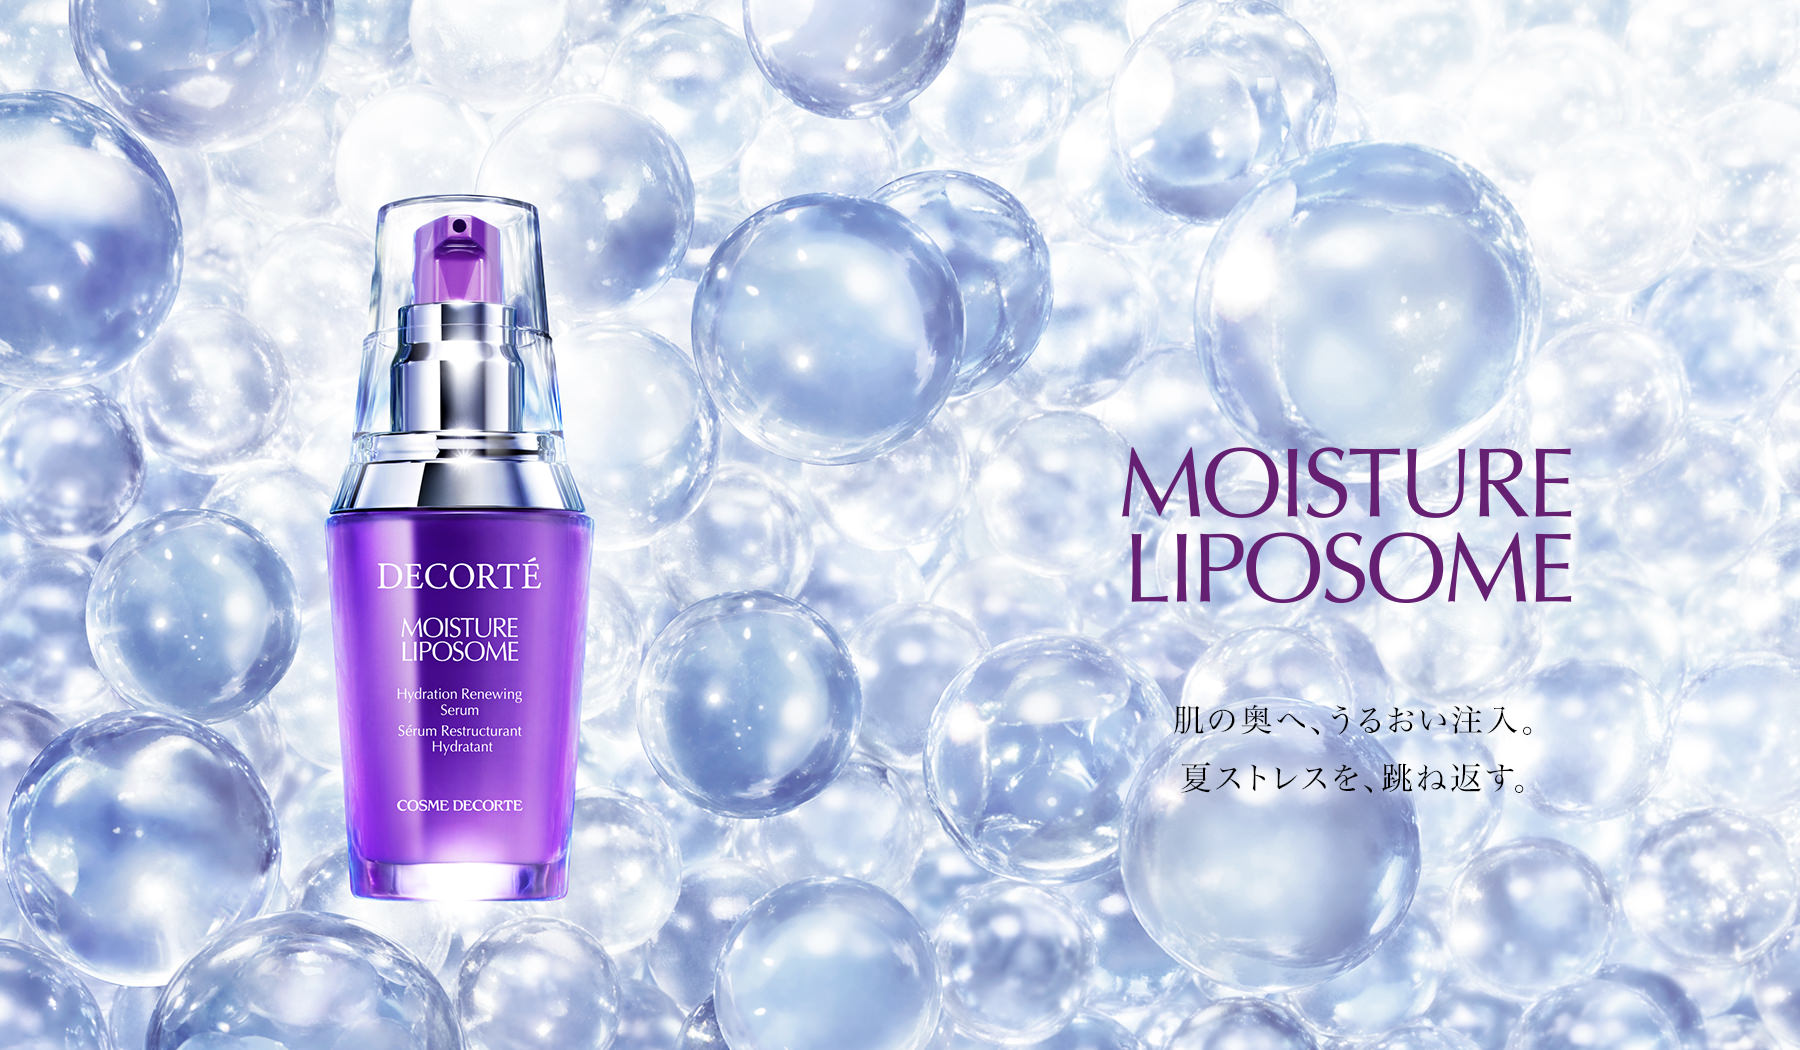 DECORTÉ
MOISTURE
LIPOSOME
Hydration Renewing
Serum
Sérum Restructurant
Hydratant
COSME DECORTE
MOISTURE
LIPOSOME
肌の奥へ、うるおい注入。
夏ストレスを、跳ね返す。